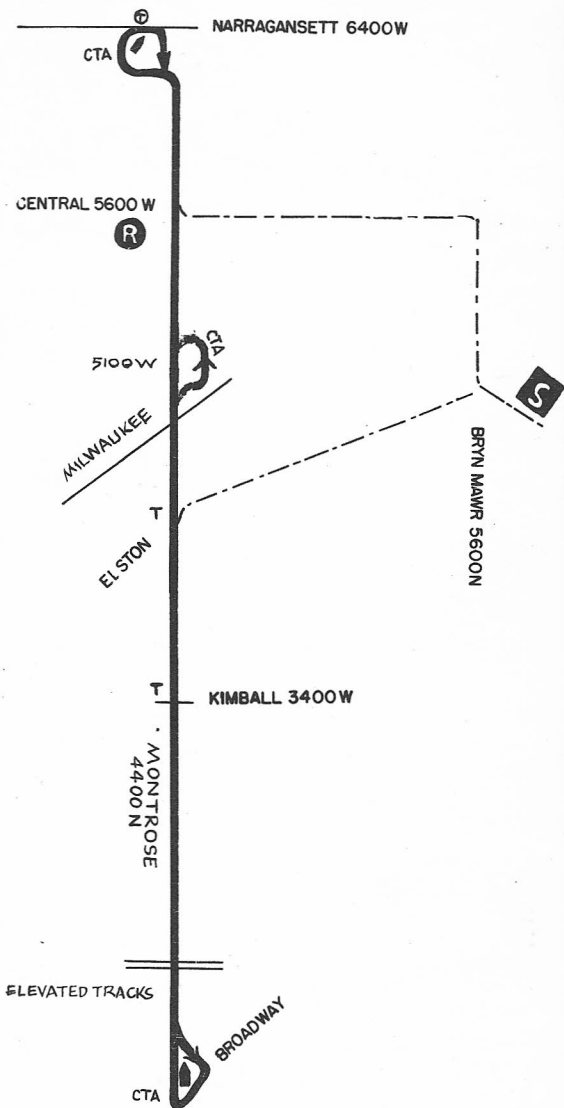 T
NARRAGANSETT 6400W
CTA
CENTRAL 5600 W
R
CTA
5100W
MILWAUKEE
S
BRYN MAWR 5600N
T
ELSTON
T
KIMBALL 3400W
MONTROSE
4400N
ELEVATED TRACKS
BROADWAY
CTA